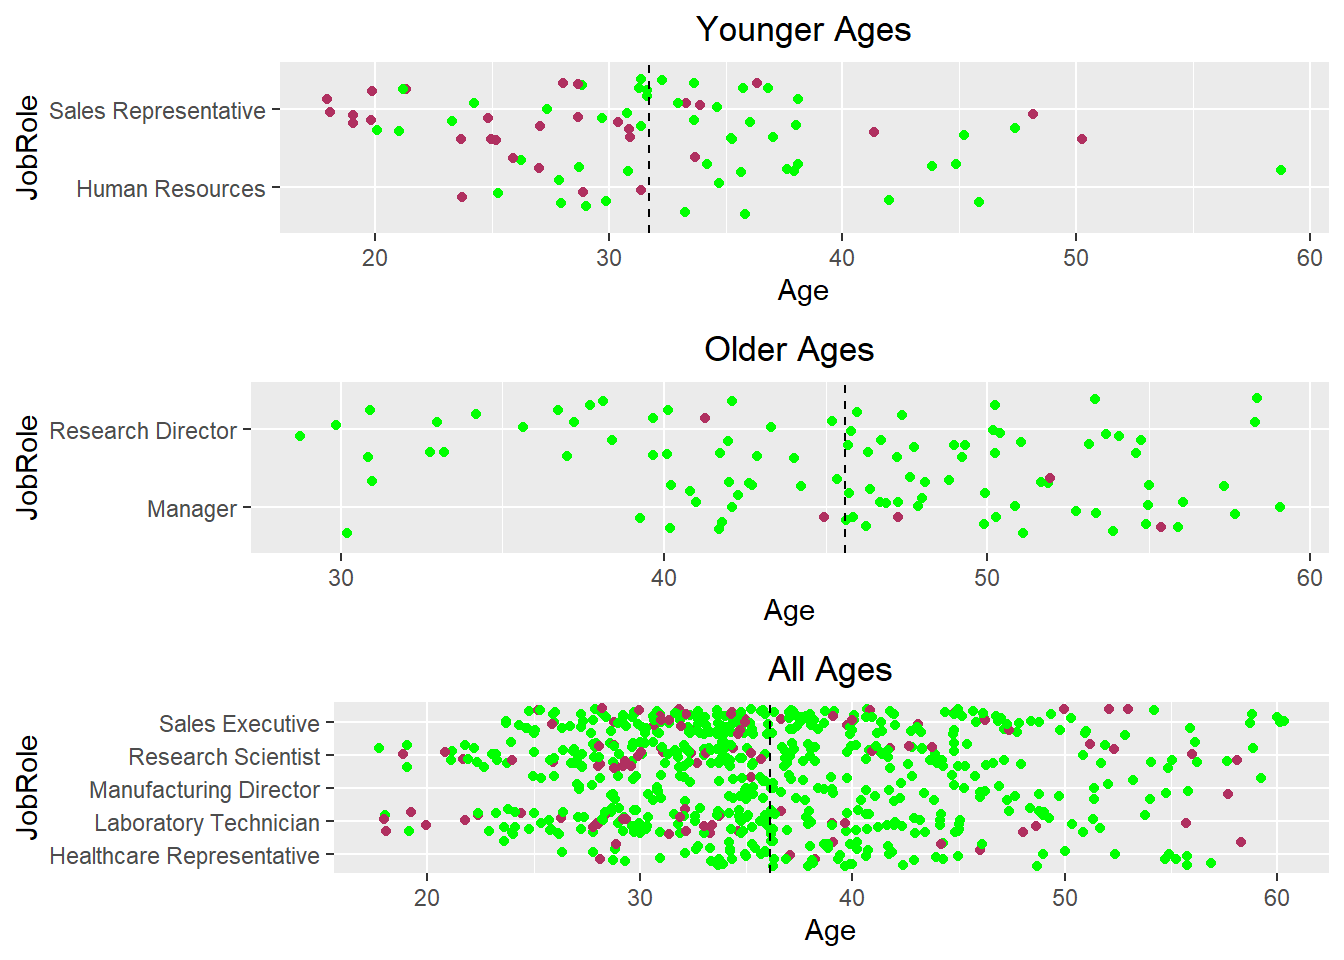 Younger Ages
JobRole
Sales Representative
Human Resources
20 30 40 50 60
Age
Older Ages
JobRole
Research Director
Manager
30 40 50 60
Age
All Ages
JobRole
Sales Executive
Research Scientist
Manufacturing Director
Laboratory Technician
Healthcare Representative
20 30 40 50 60
Age